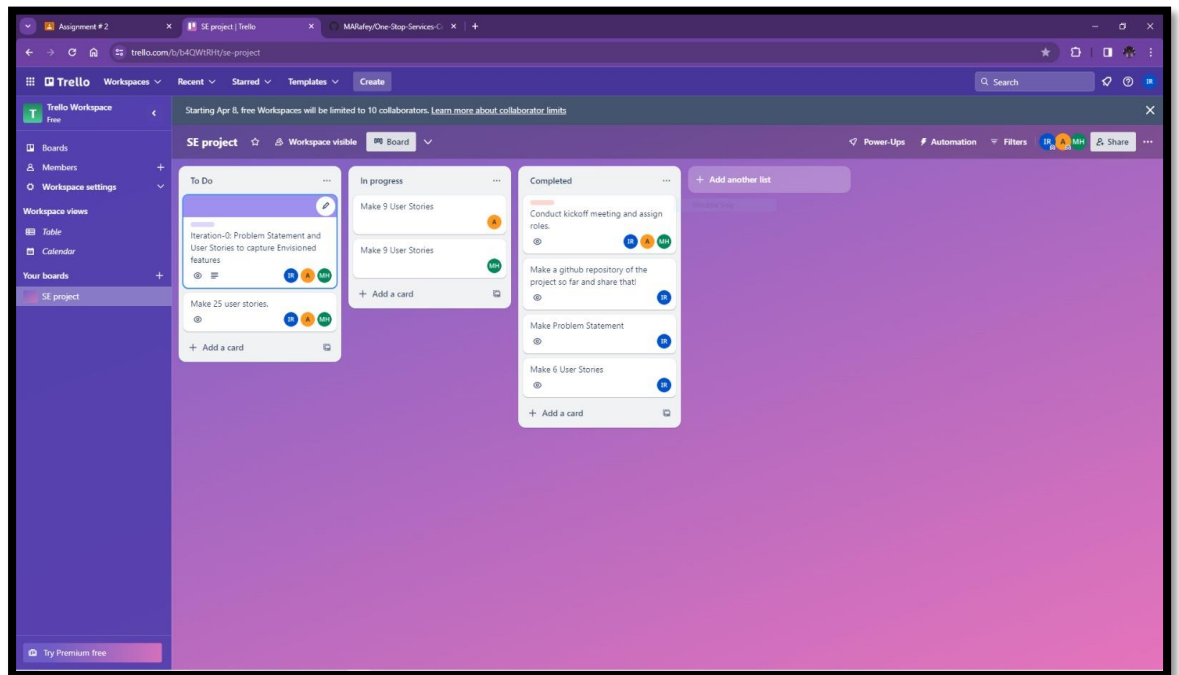 Assignment # 2
SE project | Trello
MARafey/One-Stop-Services-C
trello.com/b/b4QWtRHt/se-project
Trello Workspaces Recent Starred Templates Create Search IR
T Trello Workspace
Free
Starting Apr 8, free Workspaces will be limited to 10 collaborators. Learn more about collaborator limits
SE project Workspace visible Board Power-Ups Automation Filters IR A MH Share
Boards
Members
Workspace settings
Workspace views
Table
Calendar
Your boards
SE project
Try Premium free
To Do
Iteration-0: Problem Statement and
User Stories to capture Envisioned
features
IR A MH
Make 25 user stories.
IR A MH
+ Add a card
In progress
Make 9 User Stories
A
Make 9 User Stories
MH
+ Add a card
Completed
Conduct kickoff meeting and assign
roles.
IR A MH
Make a github repository of the
project so far and share that!
IR
Make Problem Statement
IR
Make 6 User Stories
IR
+ Add a card
+ Add another list